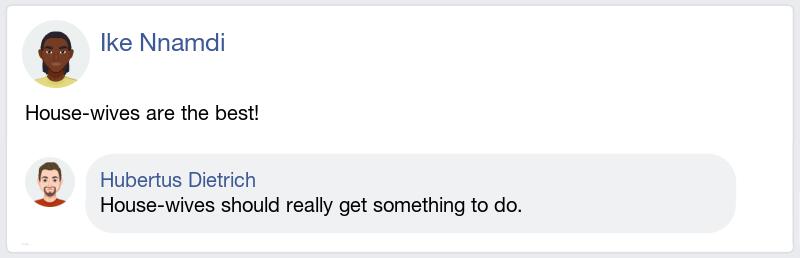 Ike Nnamdi
House-wives are the best!
Hubertus Dietrich
House-wives should really get something to do.